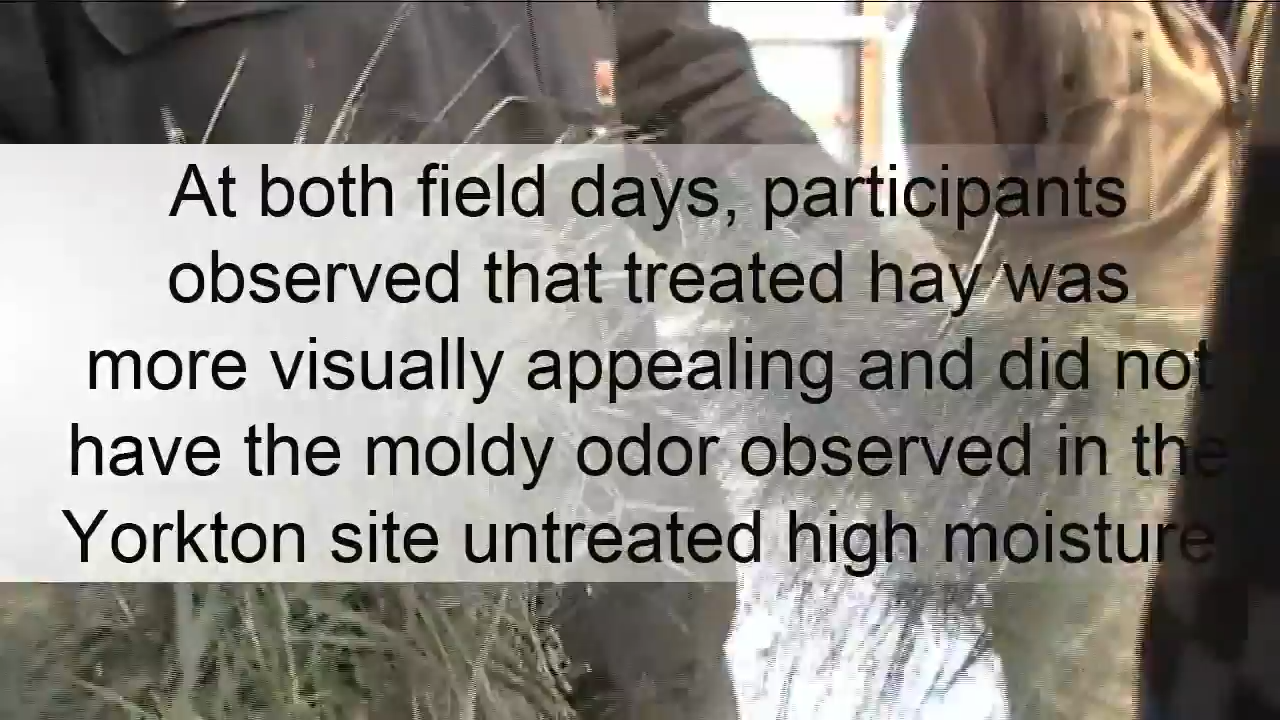 At both field days, participants
observed that treated hay was
more visually appealing and did not
have the moldy odor observed in the
Yorkton site untreated high moisture